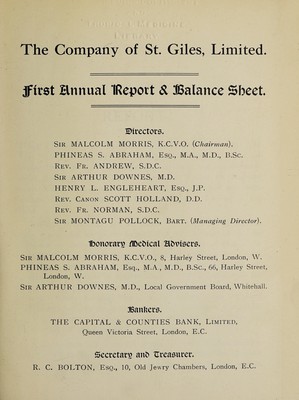 The Company of St. Giles, Limited.
First Annual Report & Balance Sheet.
Directors.
SIR MALCOLM MORRIS, K.C.V.O. (Chairman).
PHINEAS S. ABRAHAM, ESQ., M.A., M.D., B.Sc.
REV. FR. ANDREW, S.D.C.
SIR ARTHUR DOWNES, M.D.
HENRY L. ENGLEHEART, ESQ., J.P.
REV. CANON SCOTT HOLLAND, D.D.
REV. FR. NORMAN, S.D.C.
SIR MONTAGU POLLOCK, BART. (Managing Director).
Honorary Medical Advisers.
SIR MALCOLM MORRIS, K.C.V.O., 8, Harley Street, London, W.
PHINEAS S. ABRAHAM, ESQ., M.A., M.D., B.Sc., 66, Harley Street,
London, W.
SIR ARTHUR DOWNES, M.D., Local Government Board, Whitehall.
Bankers.
THE CAPITAL & COUNTIES BANK, LIMITED,
Queen Victoria Street, London, E.C.
Secretary and Treasurer.
R. C. BOLTON, ESQ., 10, Old Jewry Chambers, London, E.C.